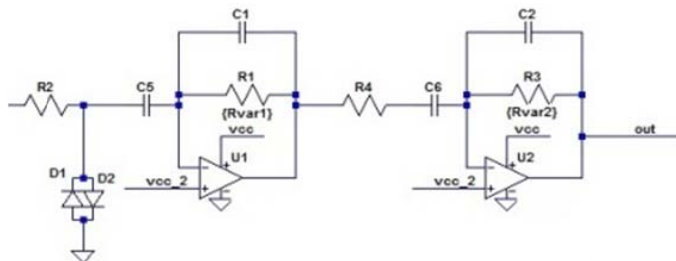 C1
C2
R2
C5
R1
{Rvar1}
R4
C6
R3
{Rvar2}
vcc
U1
vcc
U2
out
D1
D2
vcc_2
vcc_2